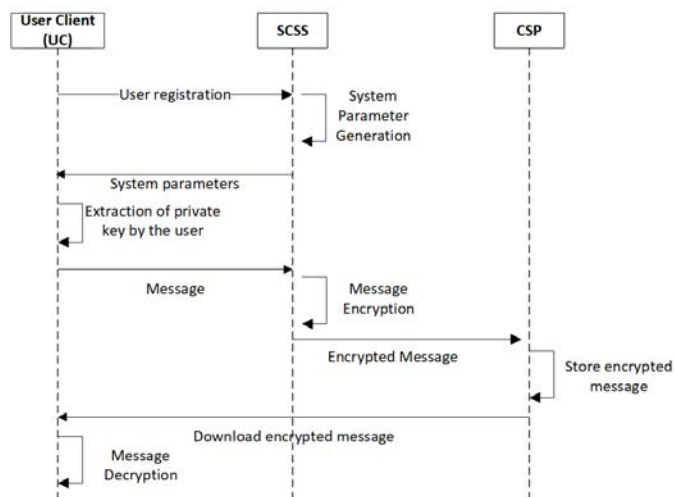 User Client
(UC)
SCSS
CSP
User registration
System
Parameter
Generation
System parameters
Extraction of private
key by the user
Message
Message
Encryption
Encrypted Message
Store encrypted
message
Download encrypted message
Message
Decryption